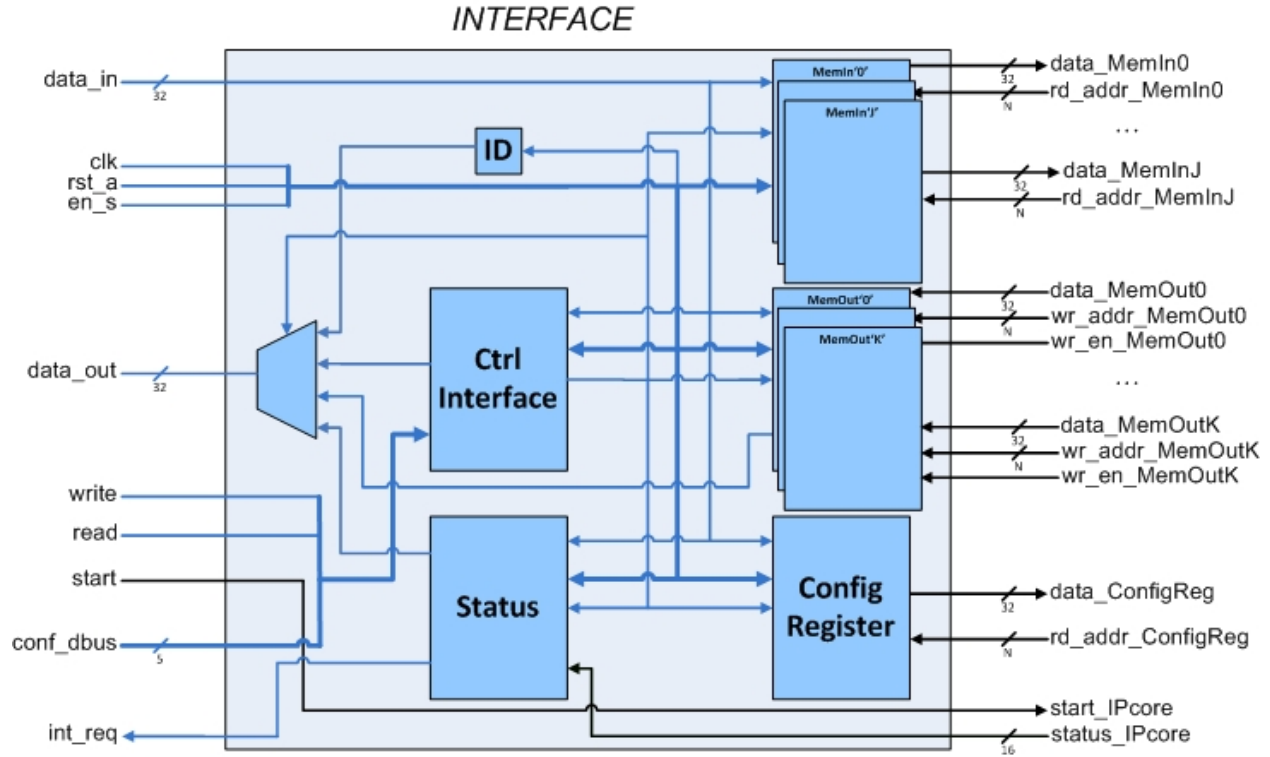 INTERFACE
data_in
32
clk
rst_a
en_s
data_out
32
write
read
start
conf_dbus
5
int_req
ID
Ctrl
Interface
Status
MemIn'0'
MemIn'J'
MemOut'0'
MemOut'K'
Config
Register
data_MemIn0
32
rd_addr_MemIn0
N
...
data_MemInJ
32
rd_addr_MemInJ
N
data_MemOut0
32
wr_addr_MemOut0
N
wr_en_MemOut0
...
data_MemOutK
32
wr_addr_MemOutK
N
wr_en_MemOutK
data_ConfigReg
32
rd_addr_ConfigReg
N
start_IPcore
status_IPcore
16